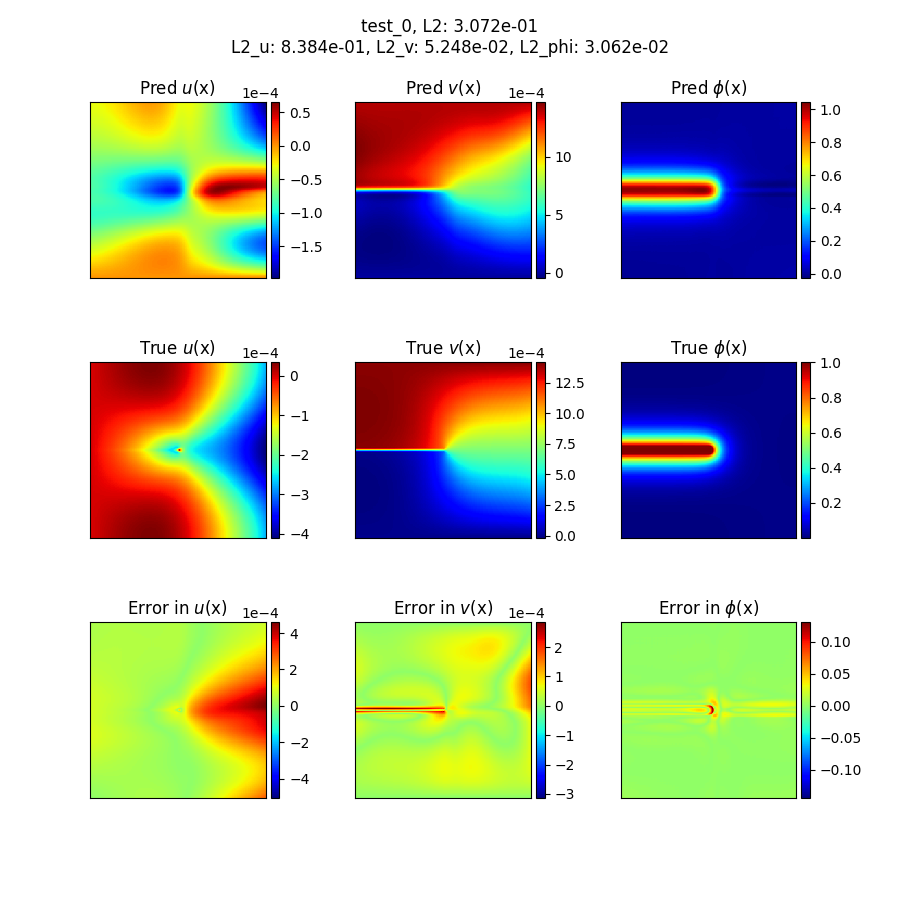 test_0, L2: 3.072e-01
L2_u: 8.384e-01, L2_v: 5.248e-02, L2_phi: 3.062e-02
Pred u(x)
1e−4
0.5
0.0
−0.5
−1.0
−1.5
Pred v(x)
1e−4
10
5
0
Pred ϕ(x)
1.0
0.8
0.6
0.4
0.2
0.0
True u(x)
1e−4
0
−1
−2
−3
−4
True v(x)
1e−4
12.5
10.0
7.5
5.0
2.5
0.0
True ϕ(x)
1.0
0.8
0.6
0.4
0.2
Error in u(x)
1e−4
4
2
0
−2
−4
Error in v(x)
1e−4
2
1
0
−1
−2
−3
Error in ϕ(x)
0.10
0.05
0.00
−0.05
−0.10